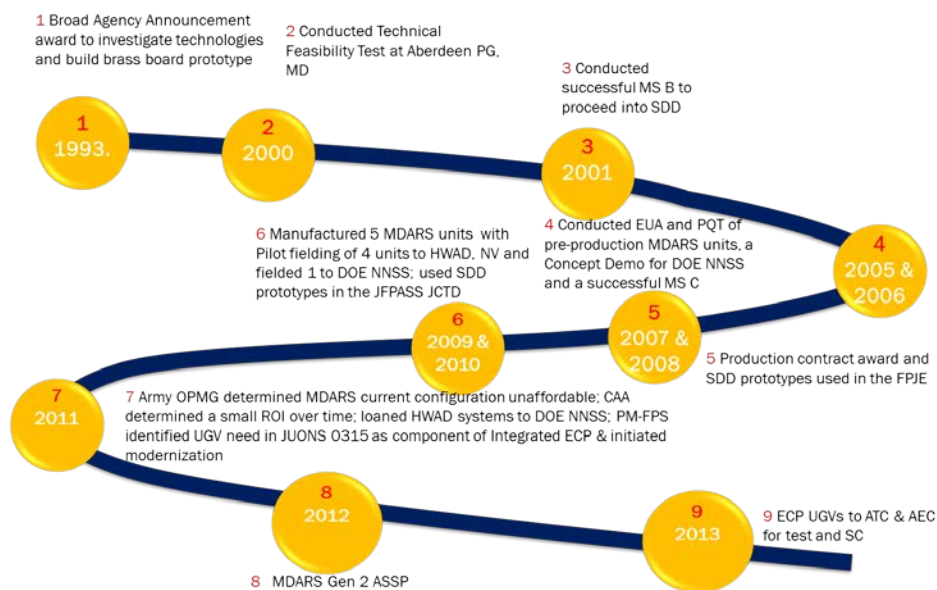 1 Broad Agency Announcement
award to investigate technologies
and build brass board prototype
2 Conducted Technical
Feasibility Test at Aberdeen PG,
MD
3 Conducted
successful MS B to
proceed into SDD
1
1993.
2
2000
3
2001
4 Conducted EUA and PQT of
pre-production MDARS units, a
Concept Demo for DOE NNSS
and a successful MS C
4
2005 &
2006
6 Manufactured 5 MDARS units with
Pilot fielding of 4 units to HWAD, NV and
fielded 1 to DOE NNSS; used SDD
prototypes in the JFPASS JCTD
6
2009 &
2010
5
2007 &
2008
5 Production contract award and
SDD prototypes used in the FPJE
7
2011
7 Army OPMG determined MDARS current configuration unaffordable; CAA
determined a small ROI over time; loaned HWAD systems to DOE NNSS; PM-FPS
identified UGV need in JUONS 0315 as component of Integrated ECP & initiated
modernization
8
2012
8 MDARS Gen 2 ASSP
9
2013
9 ECP UGVs to ATC & AEC
for test and SC